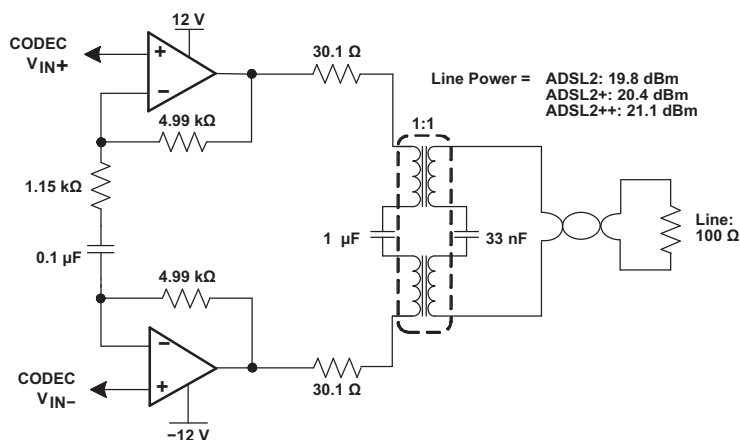 12 V
CODEC
VIN+
+
−
4.99 kΩ
30.1 Ω
Line Power = ADSL2: 19.8 dBm
ADSL2+: 20.4 dBm
ADSL2++: 21.1 dBm
1:1
1.15 kΩ
0.1 µF
1 µF
33 nF
Line:
100 Ω
4.99 kΩ
−
+
CODEC
VIN−
30.1 Ω
−12 V